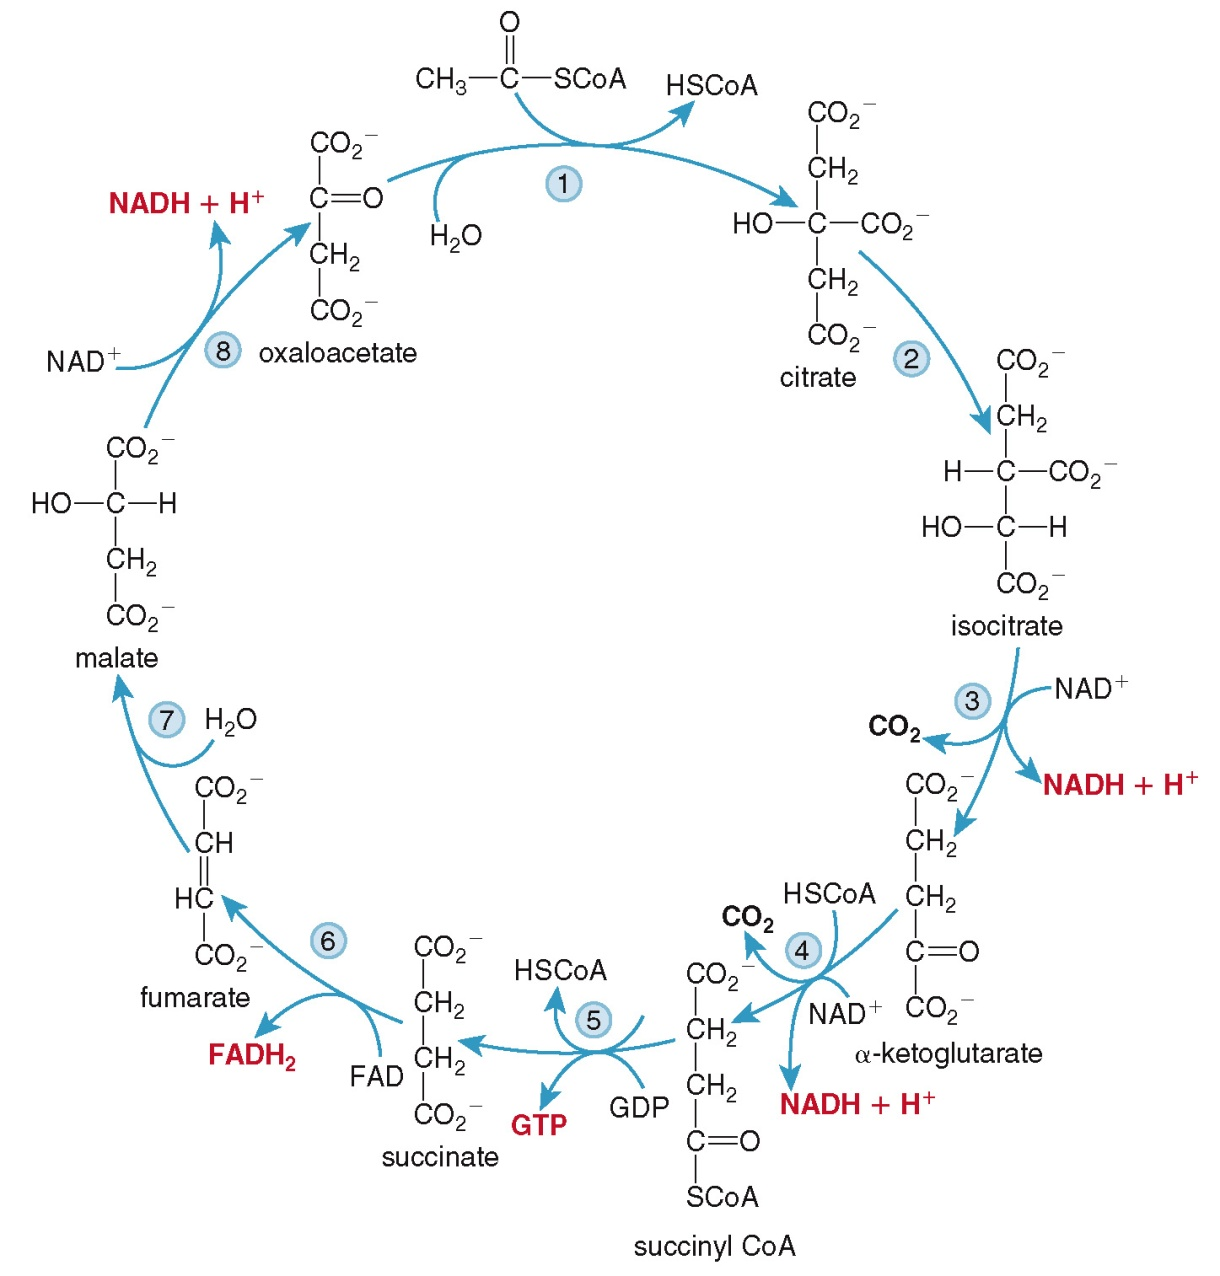 O
CH₃—C—SCoA
HSCoA
H₂O
1
CO₂⁻
CH₂
HO—C—CO₂⁻
CH₂
CO₂⁻
citrate
2
CO₂⁻
CH₂
H—C—CO₂⁻
HO—C—H
CO₂⁻
isocitrate
3
NAD⁺
CO₂
NADH + H⁺
CO₂⁻
CH₂
CH₂
C=O
CO₂⁻
α-ketoglutarate
HSCoA
CO₂
4
NAD⁺
NADH + H⁺
CO₂⁻
CH₂
CH₂
C=O
SCoA
succinyl CoA
HSCoA
5
GDP
GTP
CO₂⁻
CH₂
CH₂
CO₂⁻
succinate
6
FAD
FADH₂
CO₂⁻
CH
HC
CO₂⁻
fumarate
7
H₂O
CO₂⁻
HO—C—H
CH₂
CO₂⁻
malate
NAD⁺
8
NADH + H⁺
CO₂⁻
C=O
CH₂
CO₂⁻
oxaloacetate